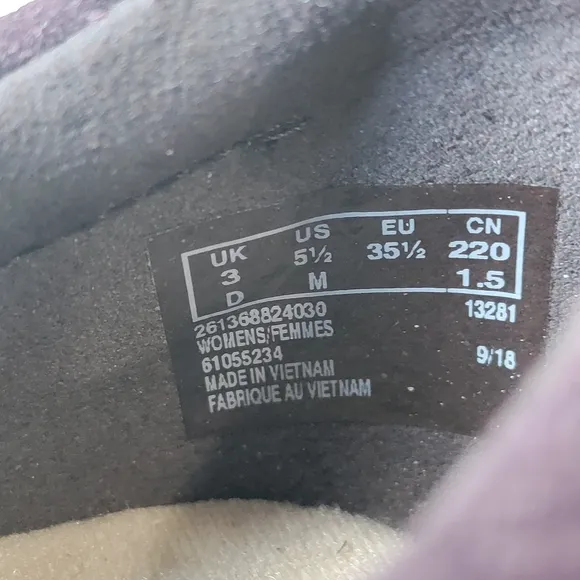 UK US EU CN
3 5½ 35½ 220
D M 1.5
261368824030 13281
WOMENS/FEMMES
61055234 9/18
MADE IN VIETNAM
FABRIQUE AU VIETNAM